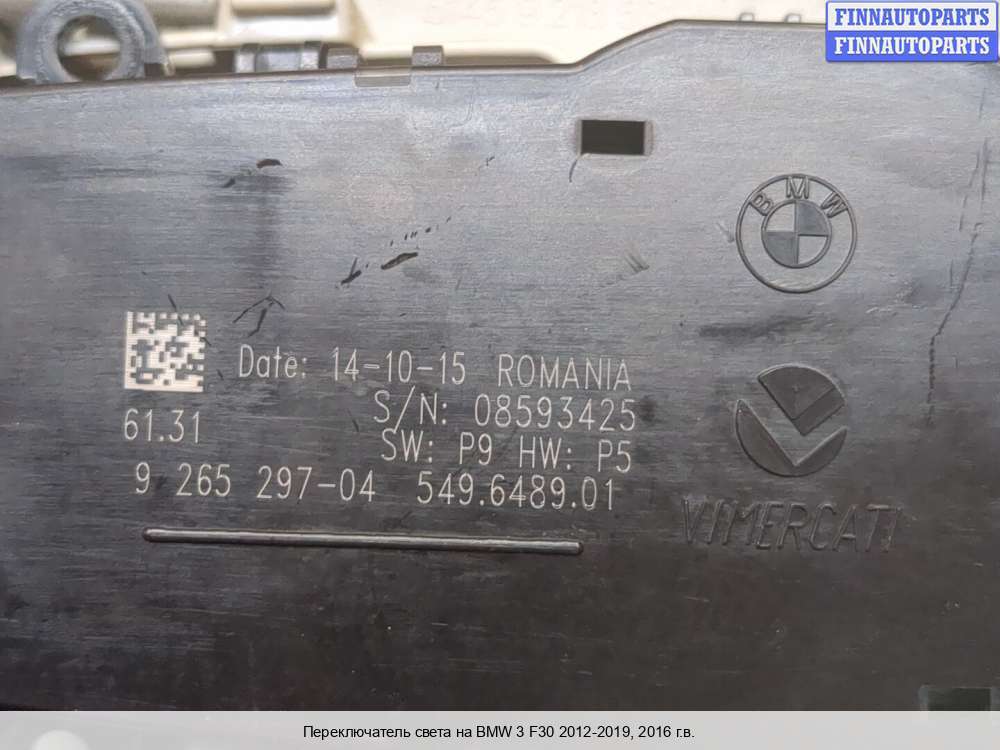 FINNAUTOPARTS
FINNAUTOPARTS
BMW
Date: 14-10-15 ROMANIA
S/N: 08593425
61.31
SW: P9 HW: P5
9 265 297-04 549.6489.01
VIMERCATI
Переключатель света на BMW 3 F30 2012-2019, 2016 г.в.